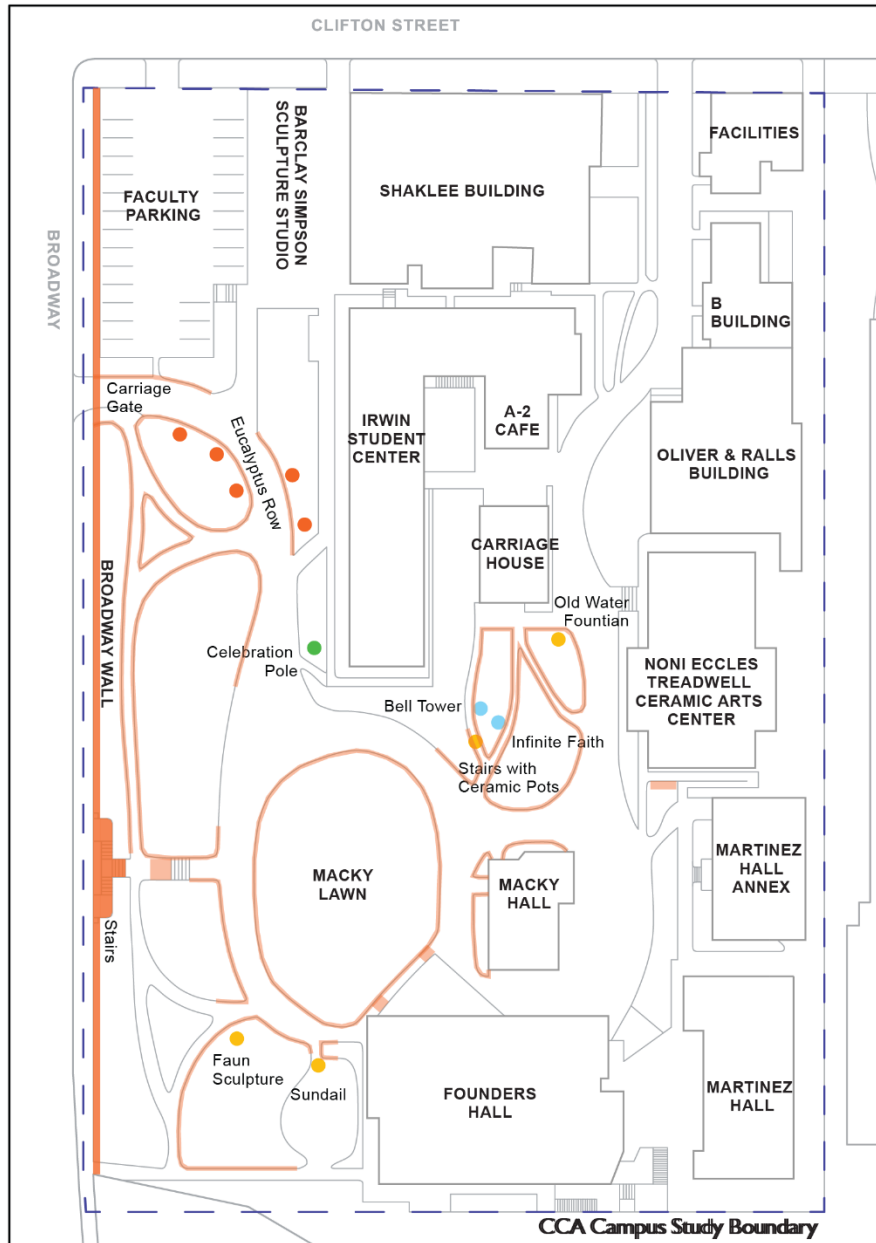 CLIFTON STREET
BROADWAY
FACULTY
PARKING
BARCLAY SIMPSON
SCULPTURE STUDIO
SHAKLEE BUILDING
FACILITIES
B
BUILDING
Carriage
Gate
Eucalyptus Row
IRWIN
STUDENT
CENTER
A-2
CAFE
OLIVER & RALLS
BUILDING
CARRIAGE
HOUSE
BROADWAY WALL
Old Water
Fountian
Celebration
Pole
NONI ECCLES
TREADWELL
CERAMIC ARTS
CENTER
Bell Tower
Infinite Faith
Stairs with
Ceramic Pots
MACKY
LAWN
MACKY
HALL
MARTINEZ
HALL
ANNEX
Stairs
Faun
Sculpture
Sundail
FOUNDERS
HALL
MARTINEZ
HALL
CCA Campus Study Boundary